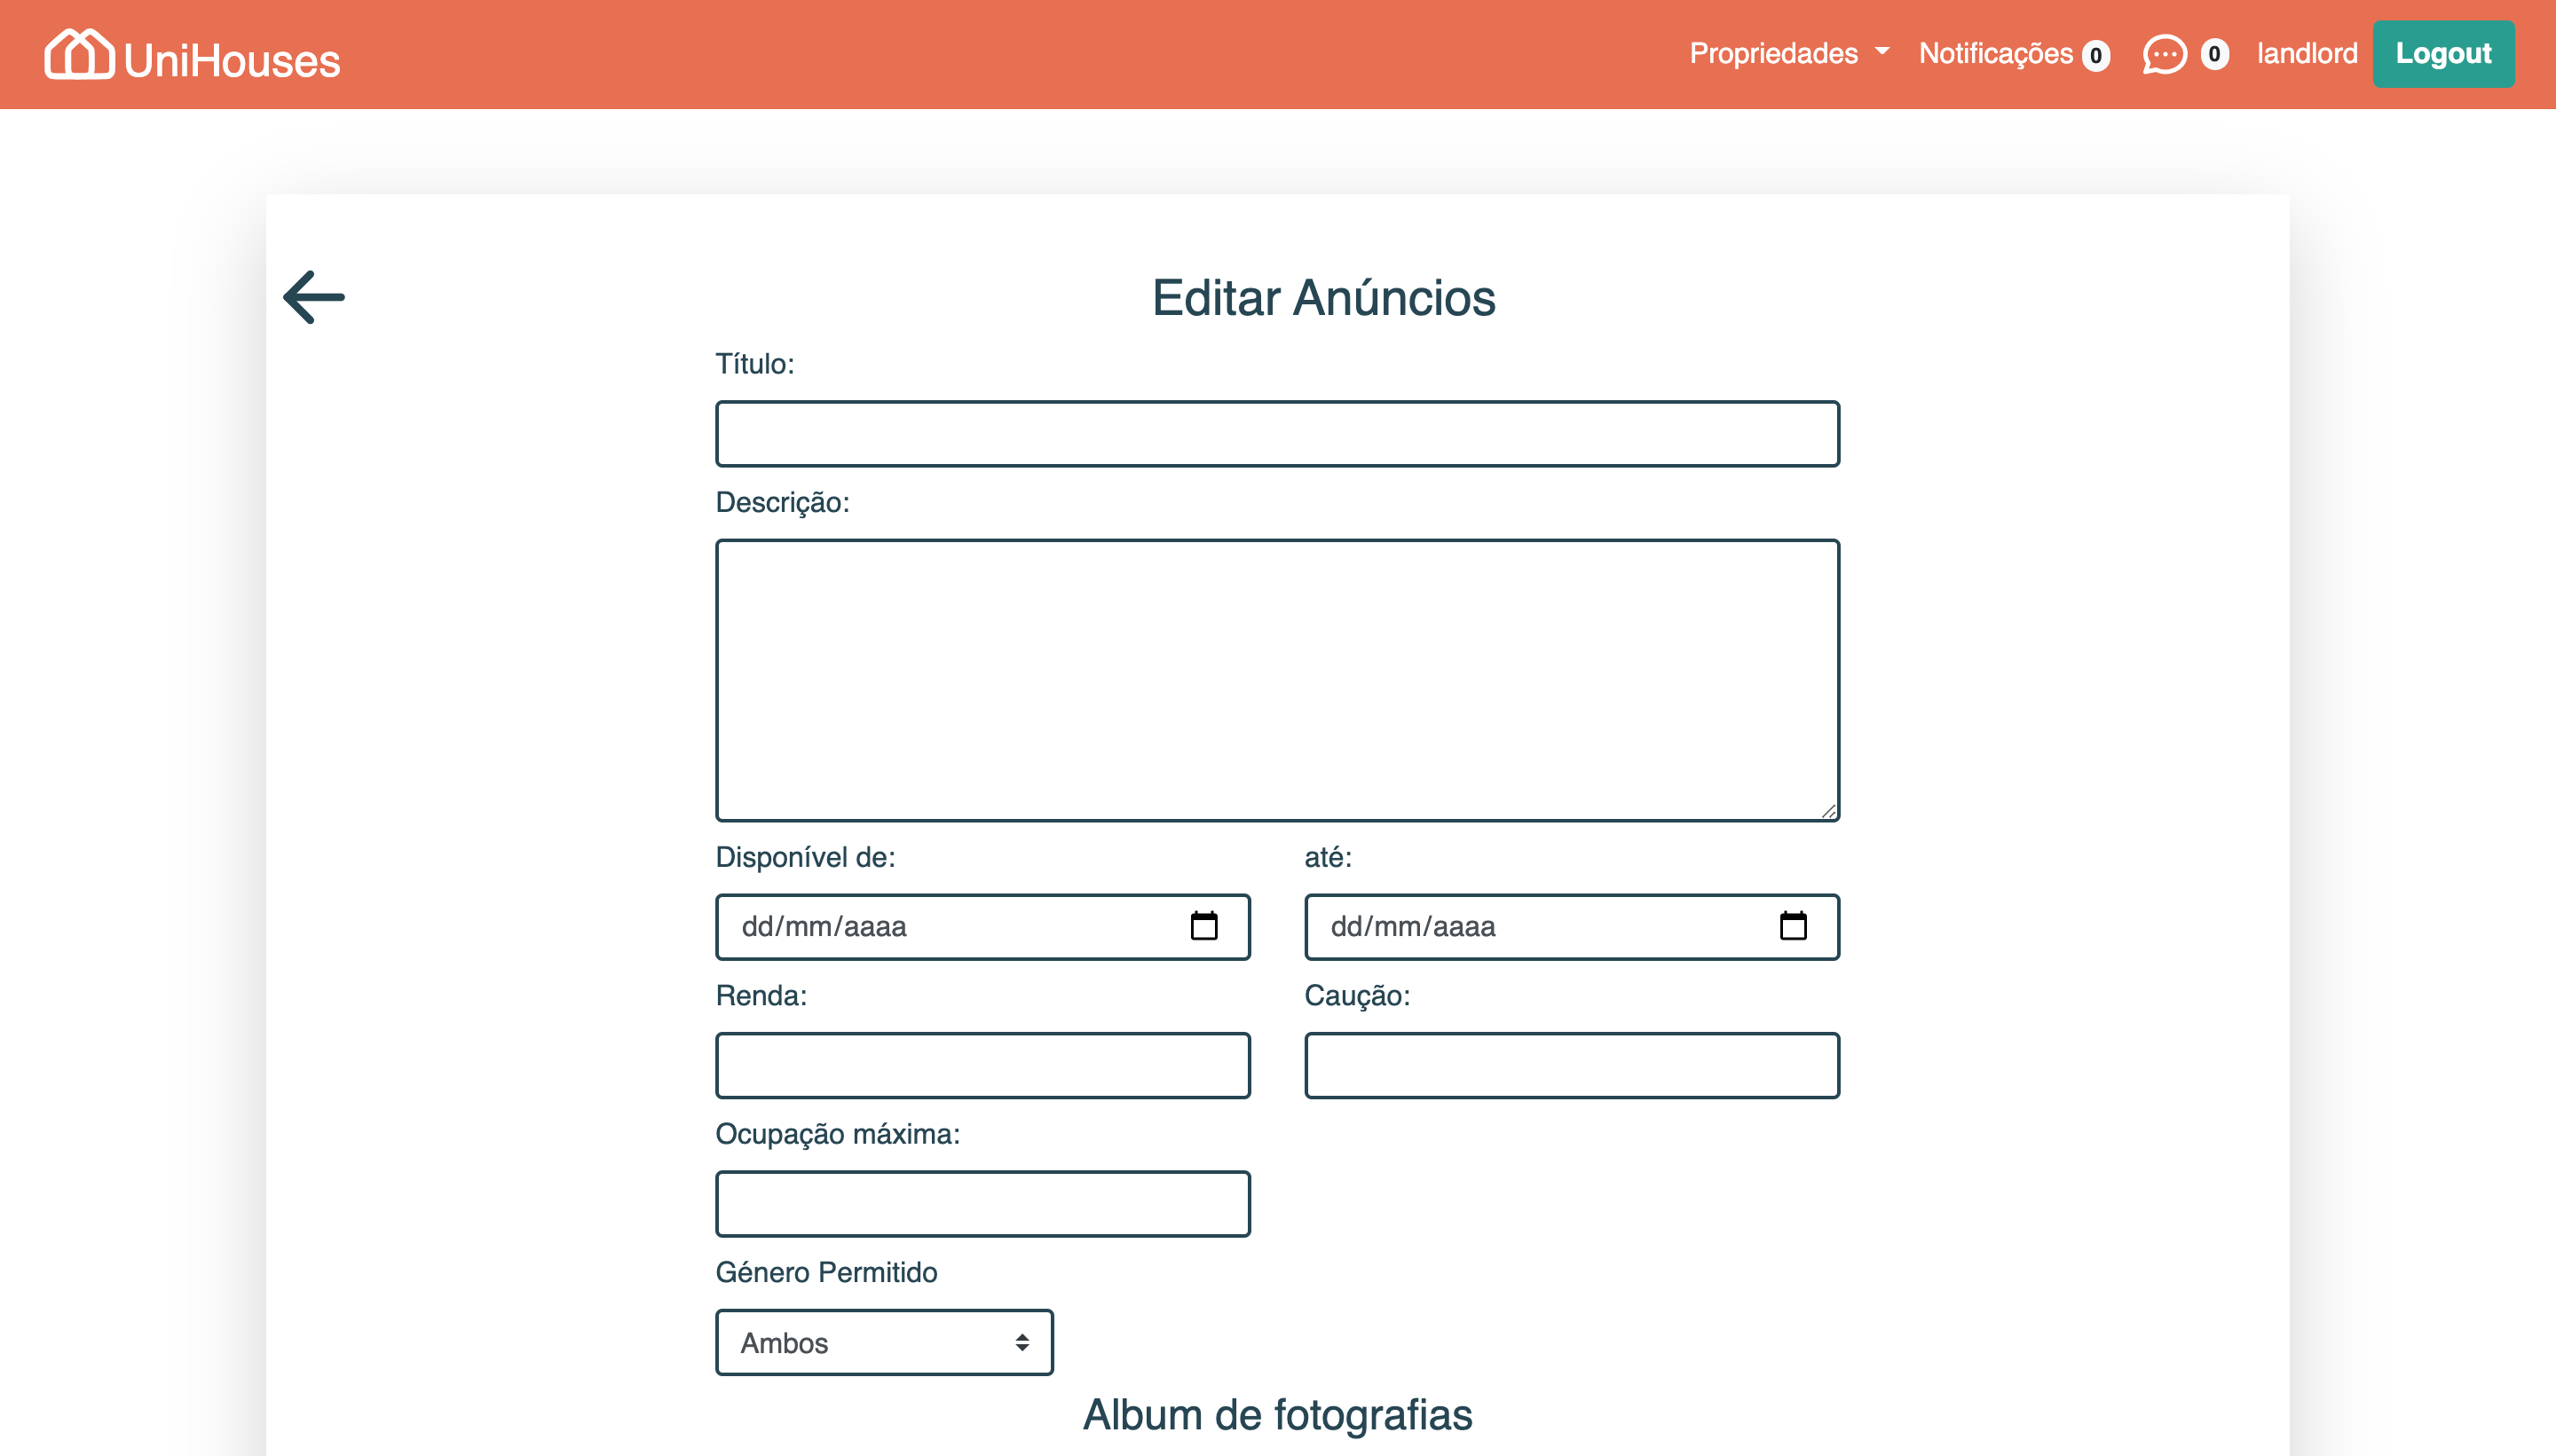 UniHouses
Propriedades Notificações 0 0 landlord Logout
Editar Anúncios
Título:
Descrição:
Disponível de: até:
dd/mm/aaaa dd/mm/aaaa
Renda: Caução:
Ocupação máxima:
Género Permitido
Ambos
Album de fotografias